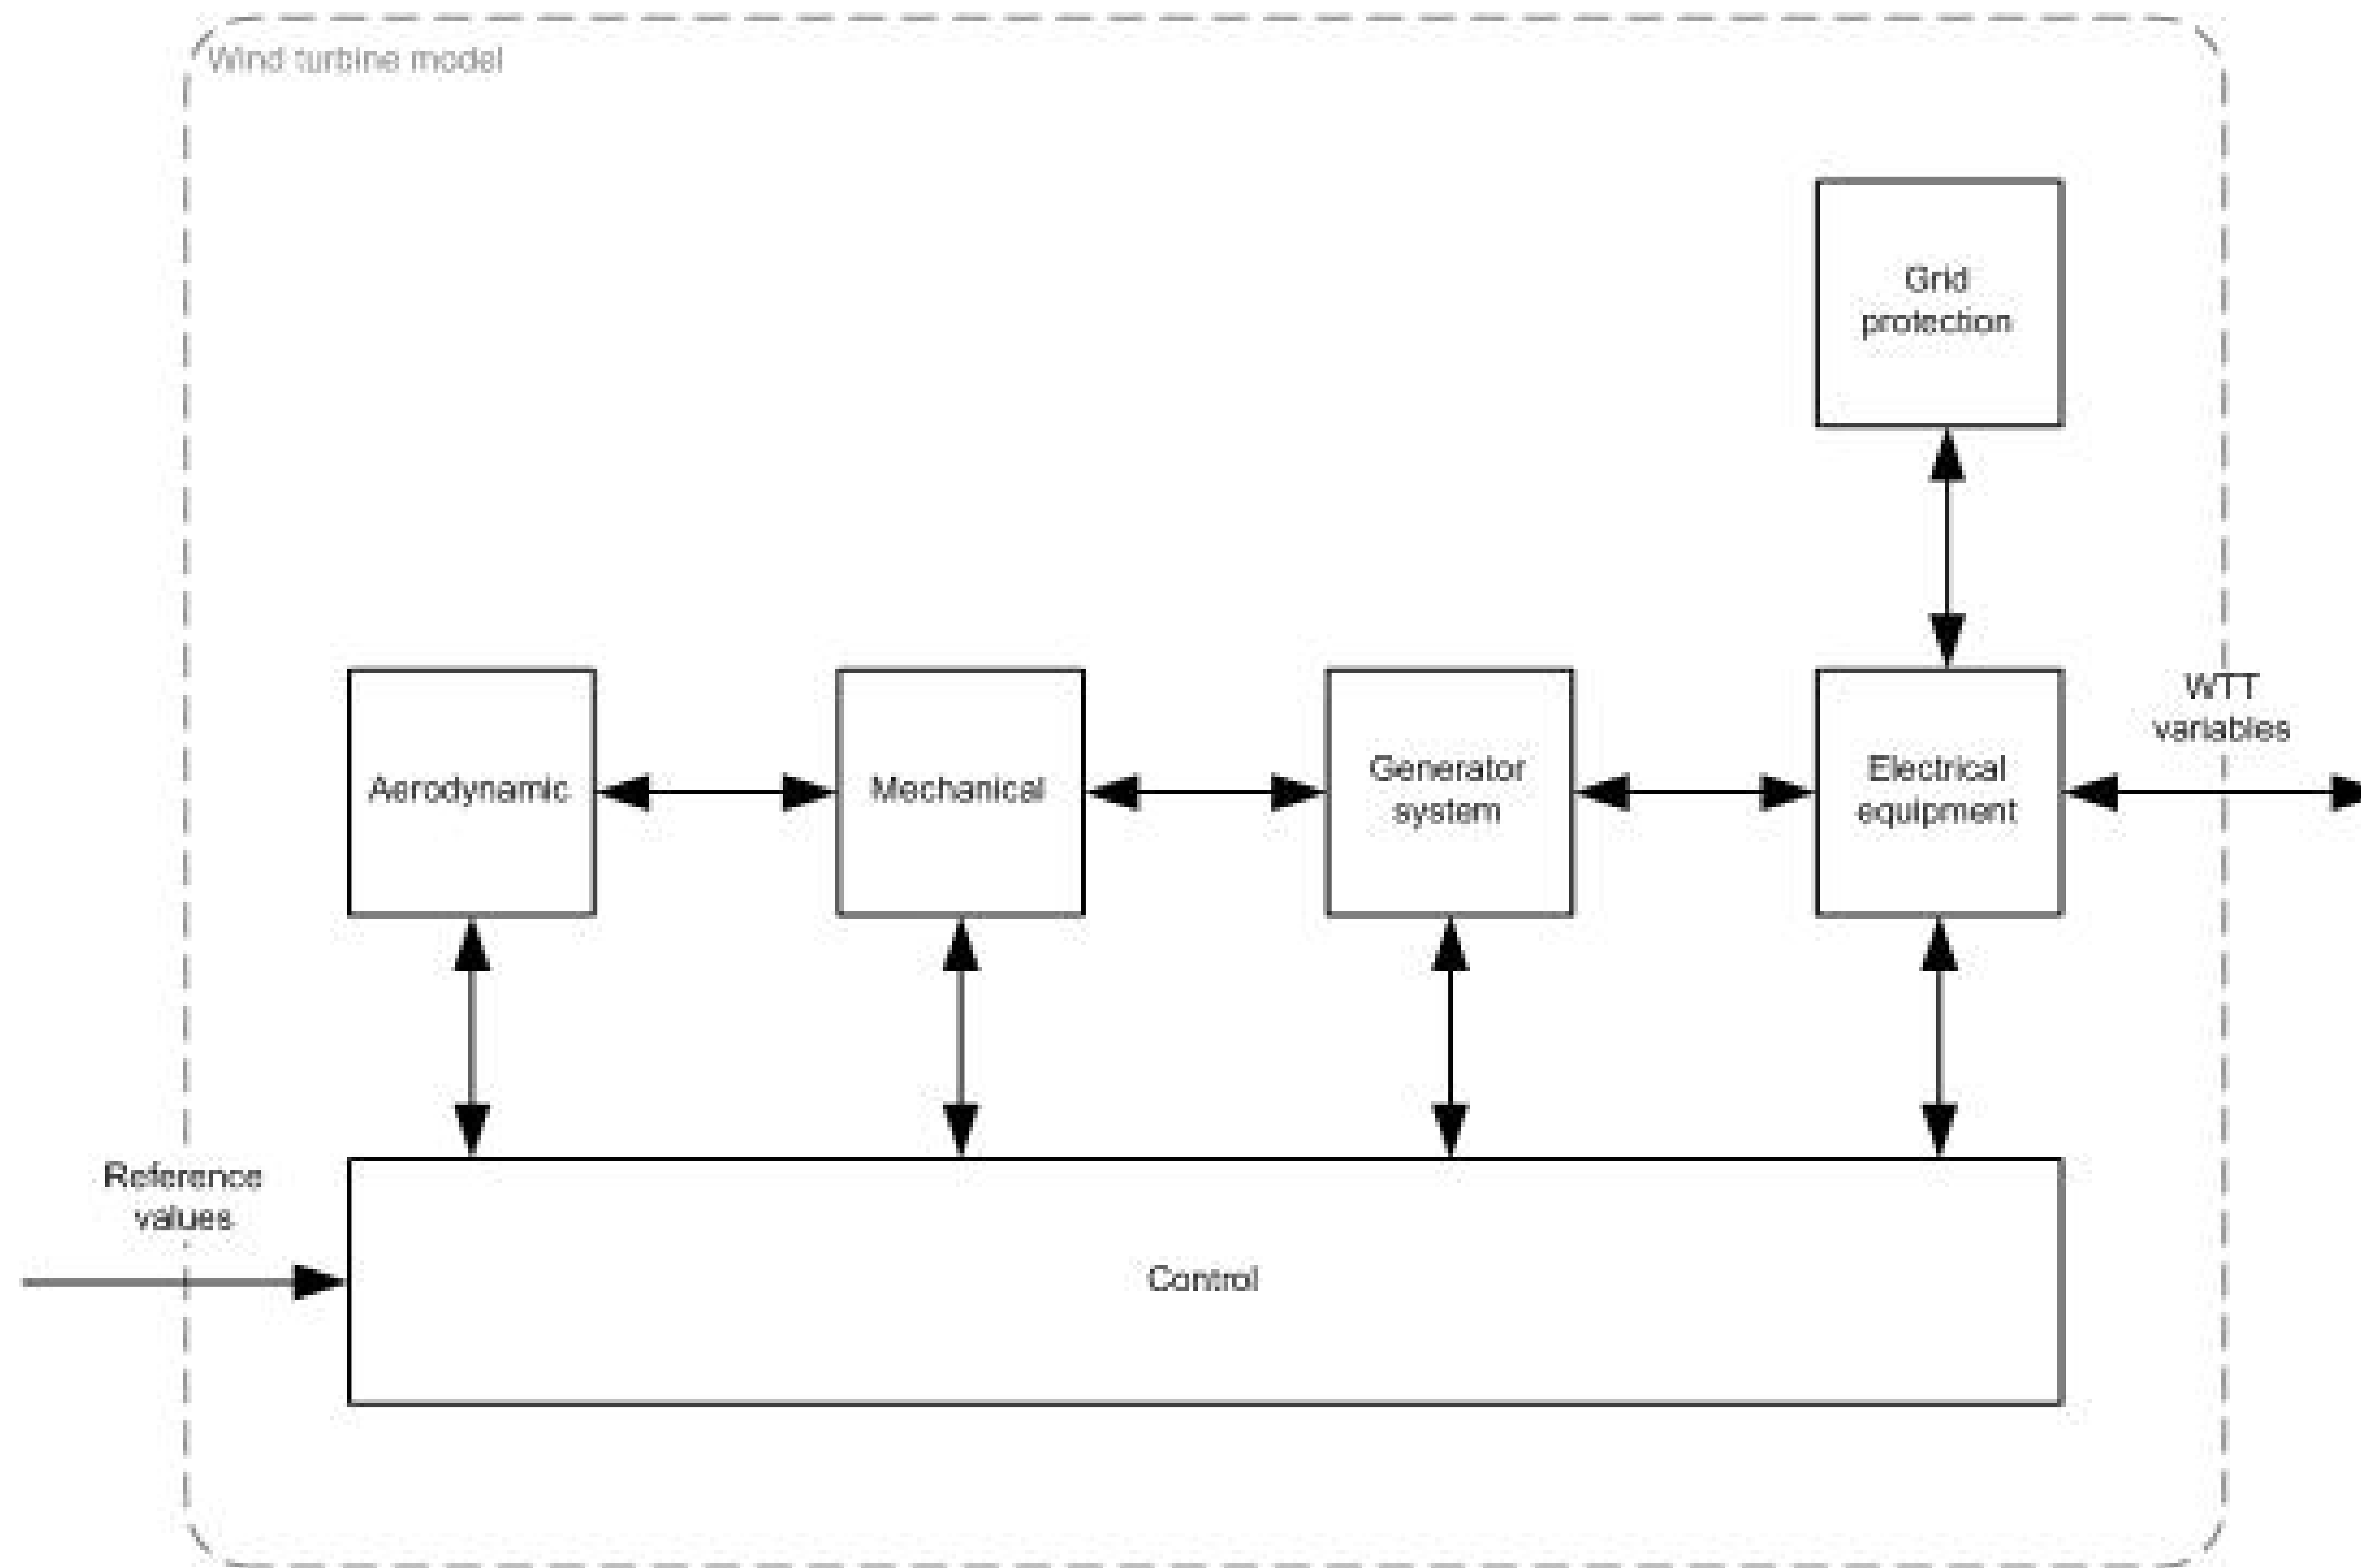 Wind turbine model
Grid
protection
WTT
variables
Aerodynamic
Mechanical
Generator
system
Electrical
equipment
Reference
values
Control